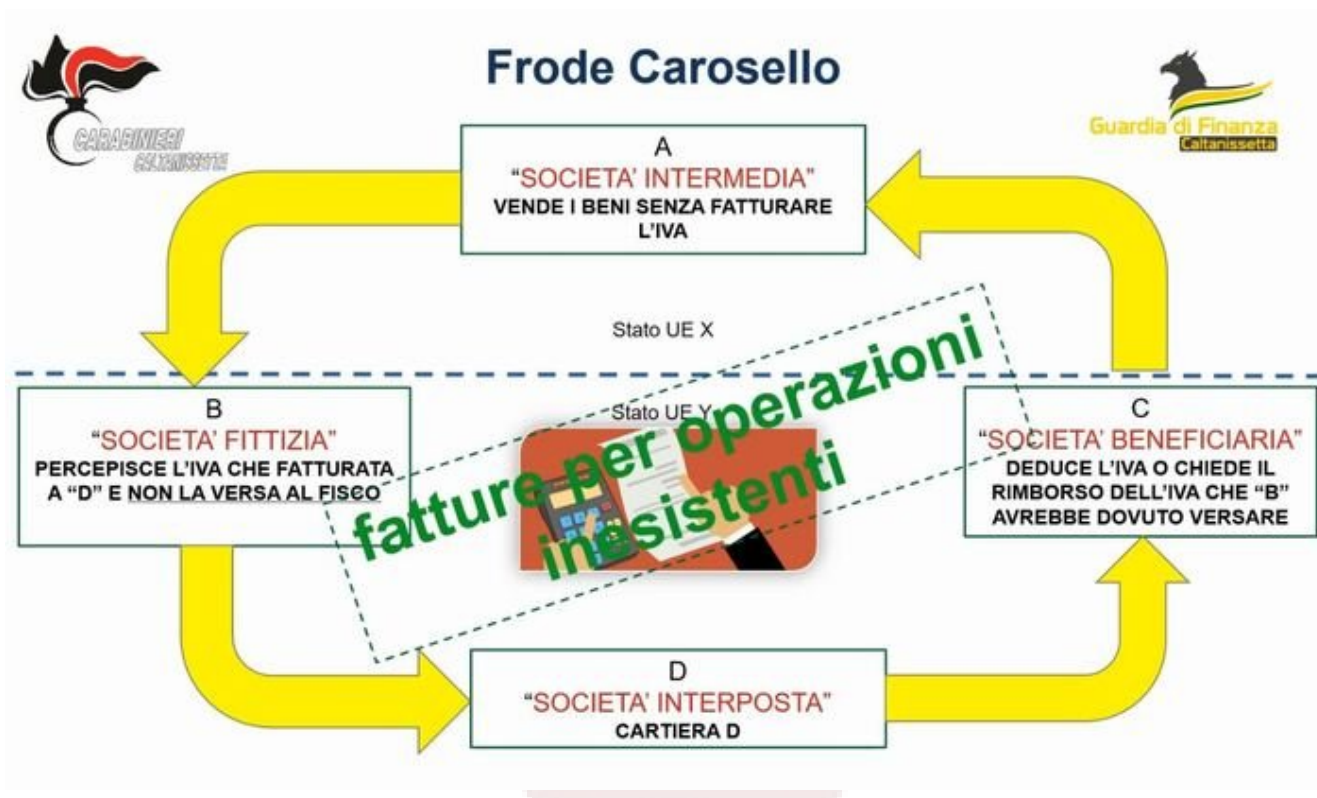 Frode Carosello
CARABINIERI
CALTANISSETTA
Guardia di Finanza
Caltanissetta
A
“SOCIETA’ INTERMEDIA”
VENDE I BENI SENZA FATTURARE
L’IVA
Stato UE X
Stato UE Y
B
“SOCIETA’ FITTIZIA”
PERCEPISCE L’IVA CHE FATTURATA
A “D” E NON LA VERSA AL FISCO
fatture per operazioni
inesistenti
C
“SOCIETA’ BENEFICIARIA”
DEDUCE L’IVA O CHIEDE IL
RIMBORSO DELL’IVA CHE “B”
AVREBBE DOVUTO VERSARE
D
“SOCIETA’ INTERPOSTA”
CARTIERA D